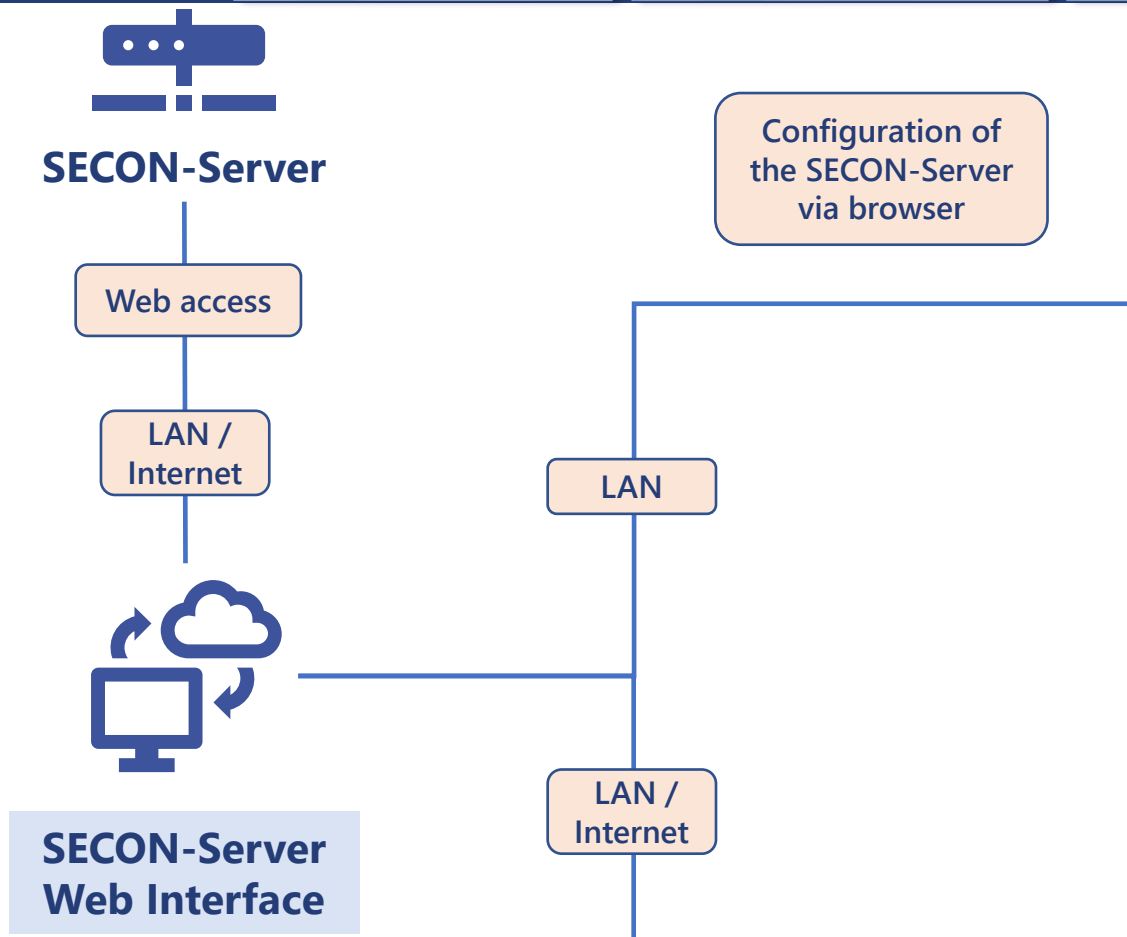 SECON-Server
Configuration of
the SECON-Server
via browser
Web access
LAN /
Internet
LAN
LAN /
Internet
SECON-Server
Web Interface